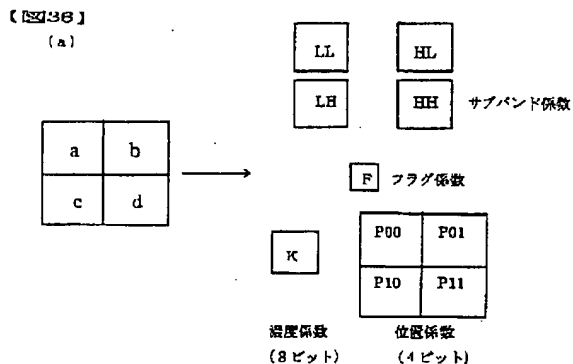 【図36】
(a)
LL HL
LH HH サブバンド係数
a b
c d
F フラグ係数
K
P00 P01
P10 P11
濃度係数 位置係数
(8ビット) (4ビット)